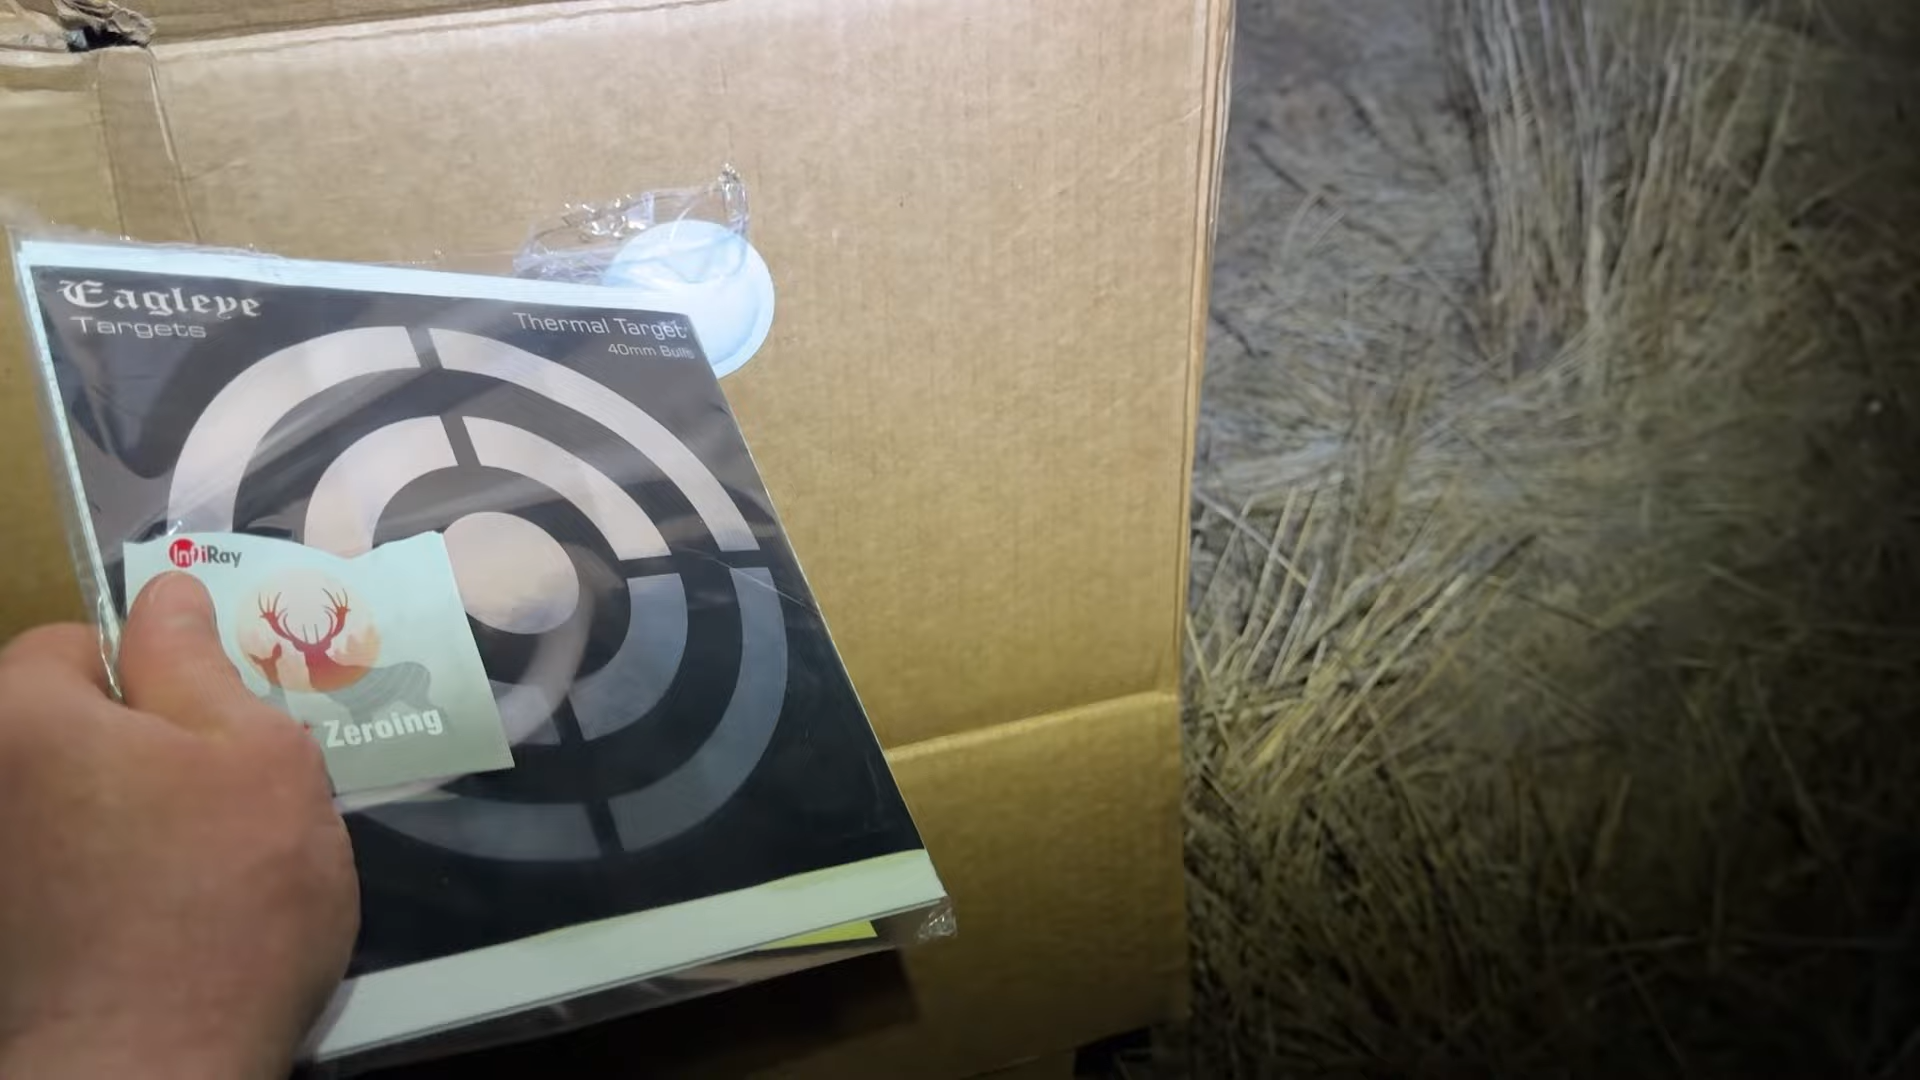 Eagleye
Targets
Thermal Target
40mm Bulls
InfiRay
Zeroing